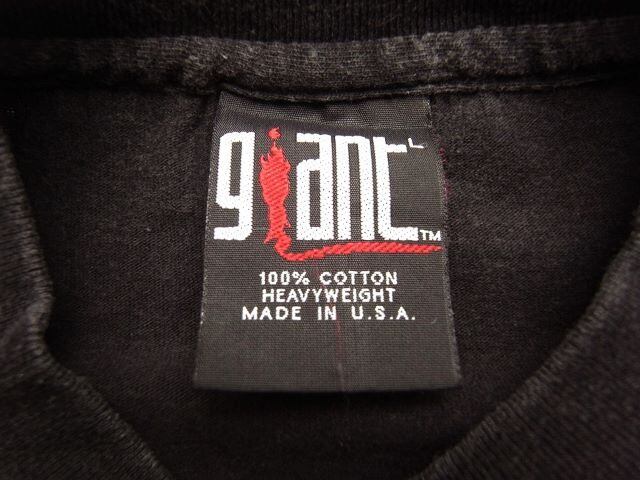 giant L
TM
100% COTTON
HEAVYWEIGHT
MADE IN U.S.A.